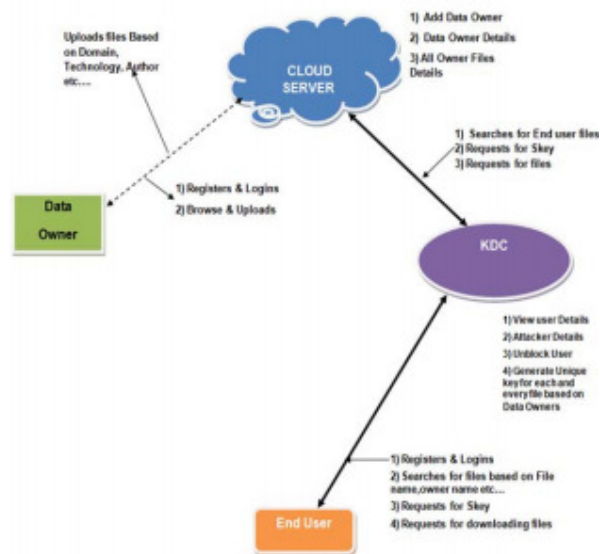 Uploads files Based
on Domain,
Technology, Author
etc....
CLOUD
SERVER
1) Add Data Owner
2) Data Owner Details
3) All Owner Files
Details
1) Searches for End user files
2) Requests for Skey
3) Requests for files
1) Registers & Logins
2) Browse & Uploads
Data
Owner
KDC
1) View user Details
2) Attacker Details
3) Unblock User
4) Generate Unique
key for each and
every file based on
Data Owners
1) Registers & Logins
2) Searches for files based on File
name,owner name etc....
3) Requests for Skey
4) Requests for downloading files
End User